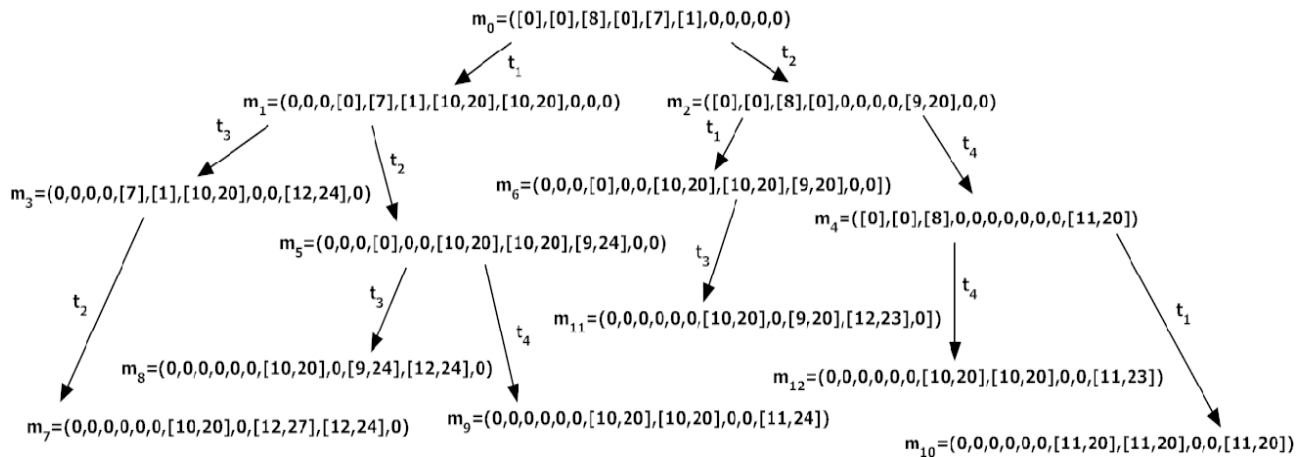 m0=([0],[0],[8],[0],[7],[1],0,0,0,0,0)
t1
t2
m1=(0,0,0,[0],[7],[1],[10,20],[10,20],0,0,0)
m2=([0],[0],[8],[0],0,0,0,0,[9,20],0,0)
t3
t2
t1
t4
m3=(0,0,0,0,[7],[1],[10,20],0,0,[12,24],0)
m6=(0,0,0,[0],0,0,[10,20],[10,20],[9,20],0,0])
m4=([0],[0],[8],0,0,0,0,0,0,0,[11,20])
m5=(0,0,0,[0],0,0,[10,20],[10,20],[9,24],0,0)
t2
t3
t4
t3
t4
t1
m11=(0,0,0,0,0,0,[10,20],0,[9,20],[12,23],0])
m8=(0,0,0,0,0,0,[10,20],0,[9,24],[12,24],0)
m12=(0,0,0,0,0,0,[10,20],[10,20],0,0,[11,23])
m7=(0,0,0,0,0,0,[10,20],0,[12,27],[12,24],0)
m9=(0,0,0,0,0,0,[10,20],[10,20],0,0,[11,24])
m10=(0,0,0,0,0,0,[11,20],[11,20],0,0,[11,20])